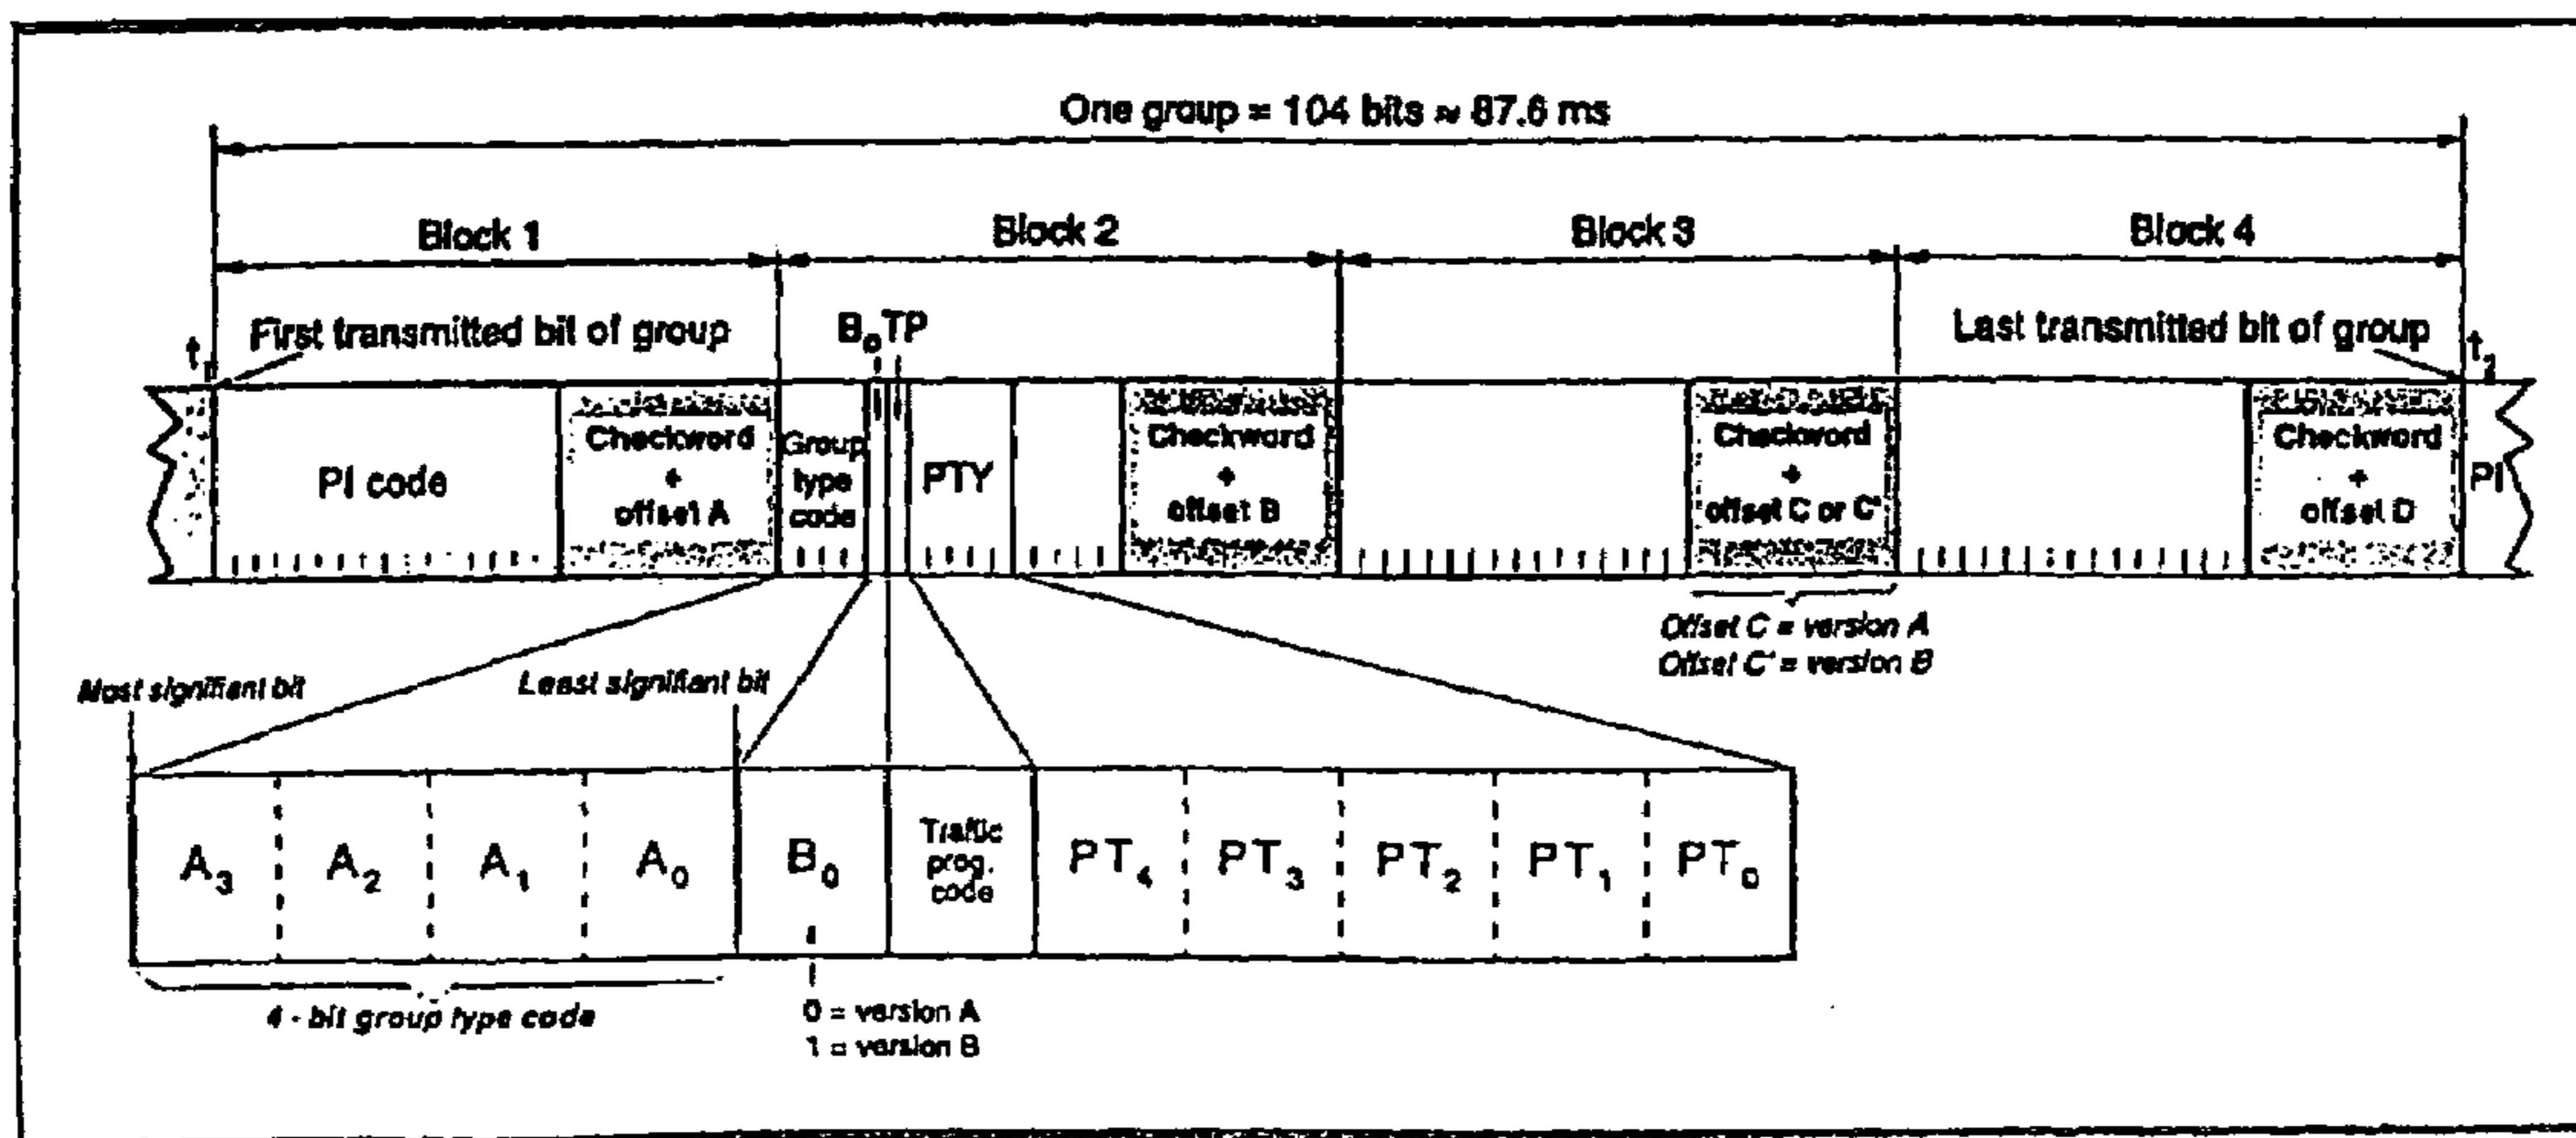 One group = 104 bits ≈ 87.6 ms
Block 1 Block 2 Block 3 Block 4
First transmitted bit of group B₀ TP Last transmitted bit of group
t₁ t₂
PI code
Checkword
+
offset A
Group
type
code
PTY
Checkword
+
offset B
Checkword
+
offset C or C'
Checkword
+
offset D
PI
Offset C = version A
Offset C' = version B
Most signifiant bit Least signifiant bit
A₃ A₂ A₁ A₀ B₀
Traffic
prog.
code
PT₄ PT₃ PT₂ PT₁ PT₀
4 - bit group type code
0 = version A
1 = version B